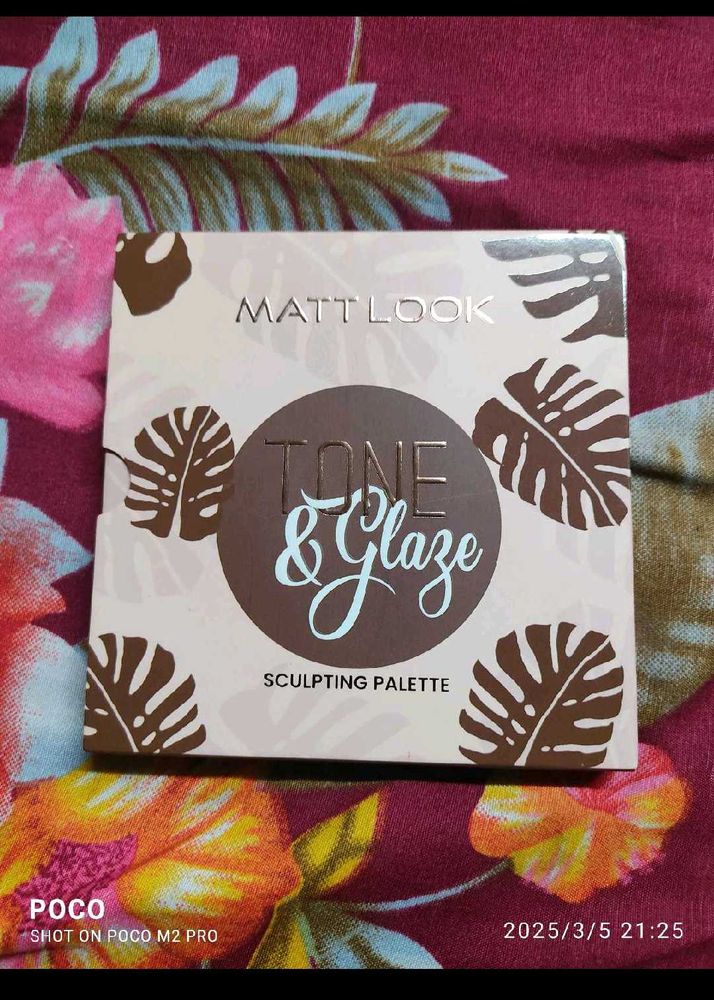 MATT LOOK
TONE
& Glaze
SCULPTING PALETTE
POCO
SHOT ON POCO M2 PRO
2025/3/5 21:25